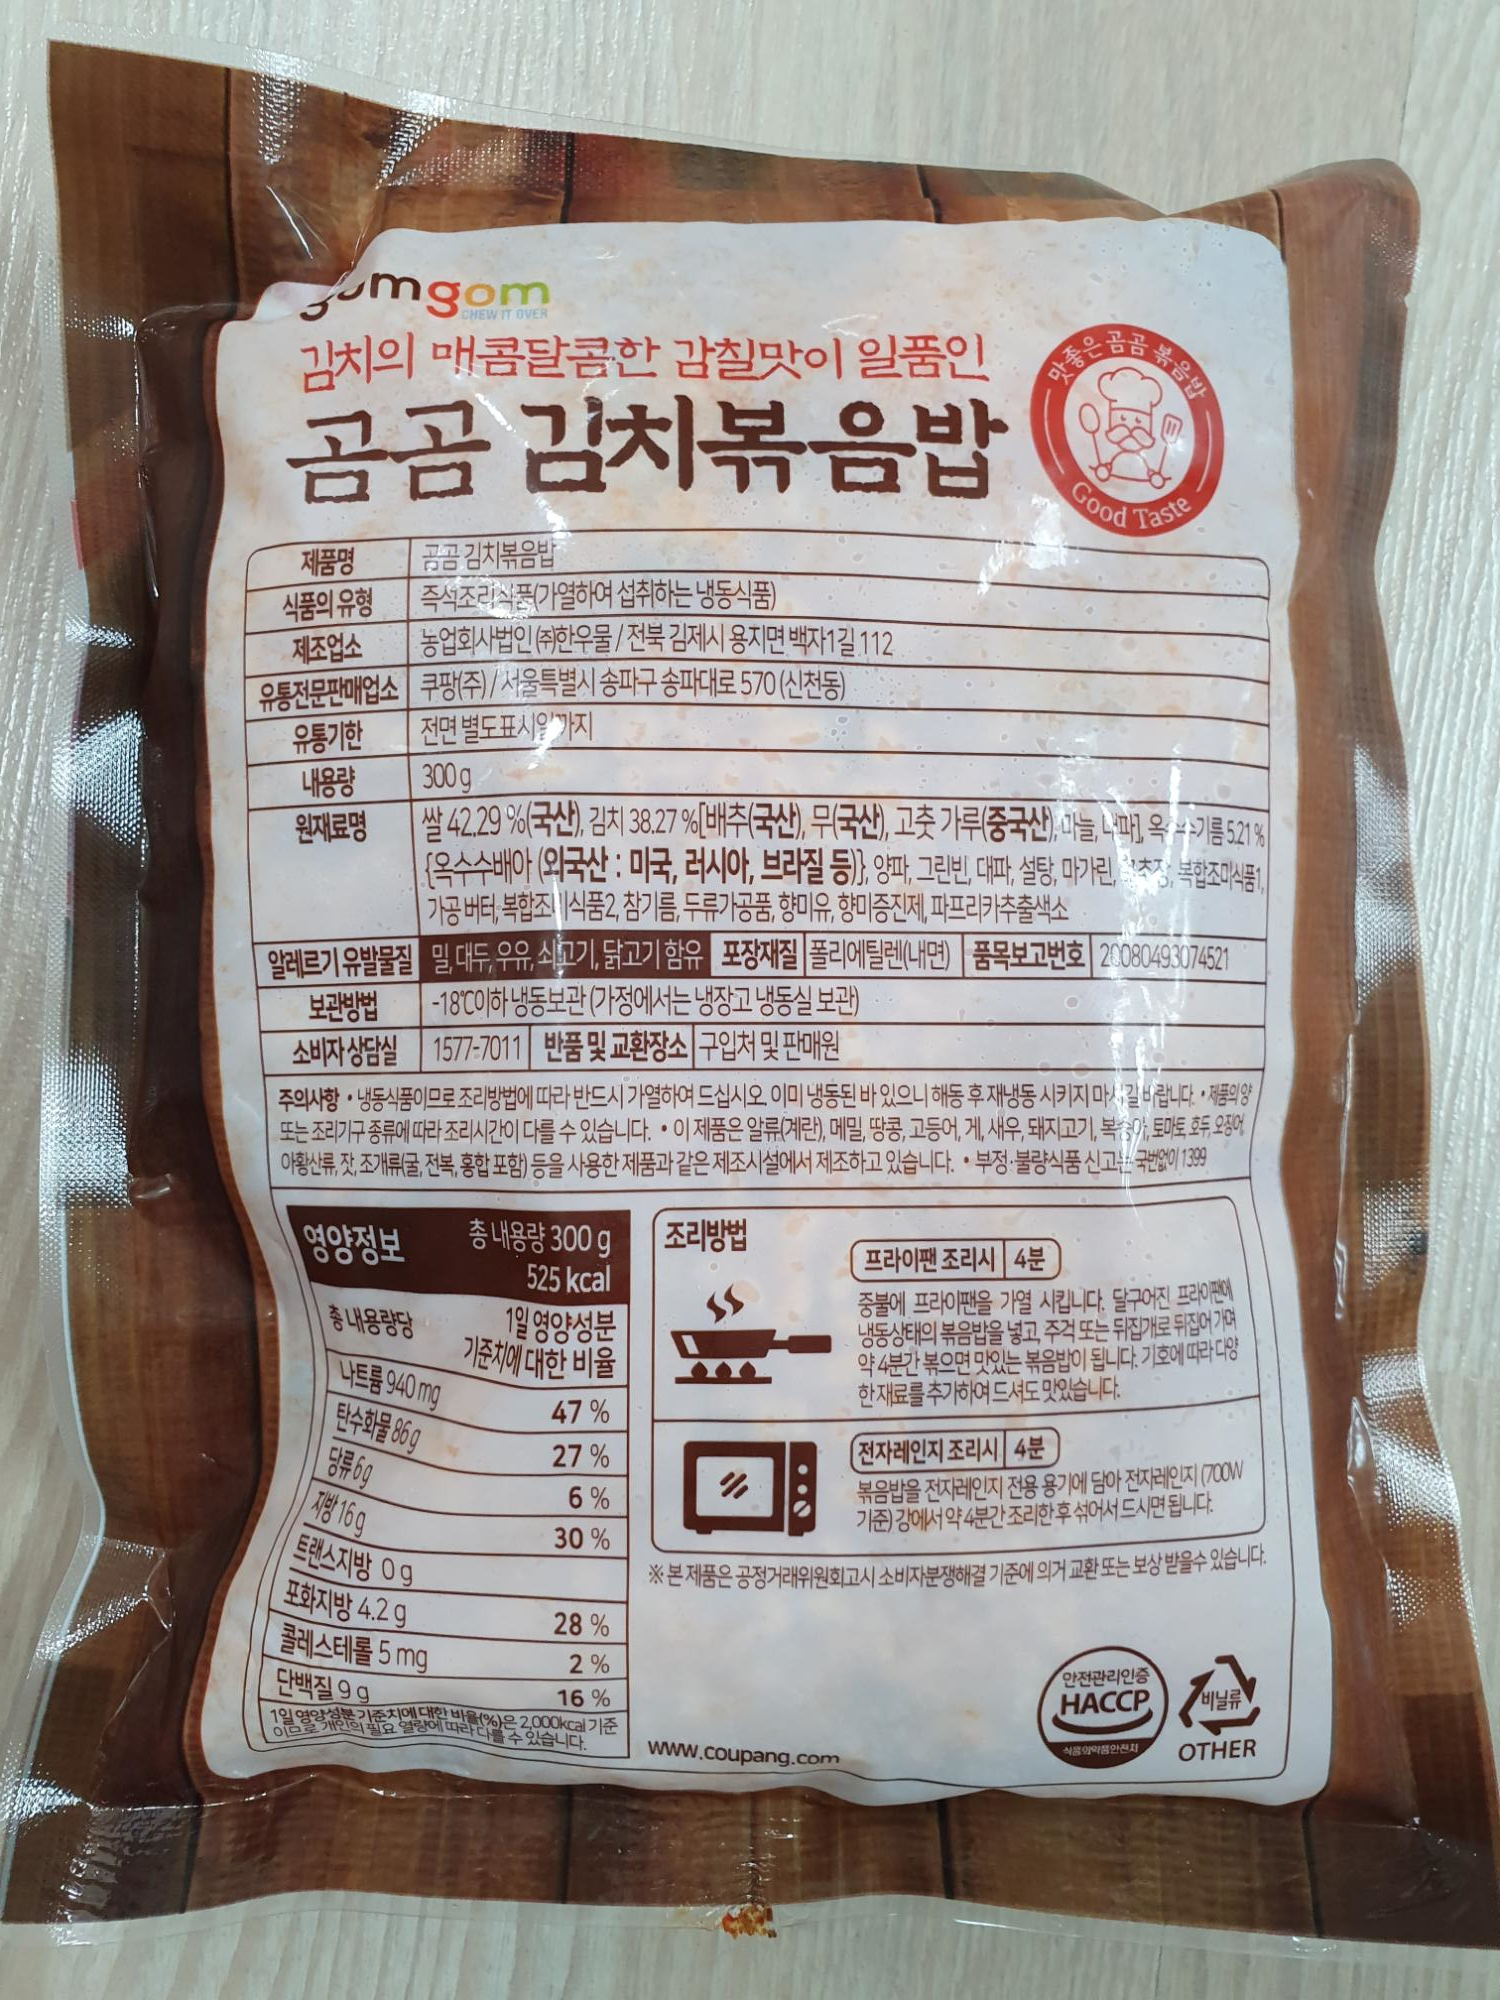 gomgom
CHEW IT OVER
김치의 매콤달콤한 감칠맛이 일품인
곰곰 김치볶음밥
맛좋은 곰곰 볶음밥
Good Taste
제품명 곰곰 김치볶음밥
식품의 유형 즉석조리식품(가열하여 섭취하는 냉동식품)
제조업소 농업회사법인 ㈜한우물 / 전북 김제시 용지면 백자1길 112
유통전문판매업소 쿠팡(주) / 서울특별시 송파구 송파대로 570 (신천동)
유통기한 전면 별도표시일까지
내용량 300 g
원재료명 쌀 42.29 %(국산), 김치 38.27 %[배추(국산), 무(국산), 고춧가루(중국산), 마늘, 대파], 옥수수기름 5.21 %
{옥수수배아 (외국산 : 미국, 러시아, 브라질 등)}, 양파, 그린빈, 대파, 설탕, 마가린, 복합조미식품1,
가공 버터, 복합조미식품2, 참기름, 두류가공품, 향미유, 향미증진제, 파프리카추출색소
알레르기 유발물질 밀, 대두, 우유, 쇠고기, 닭고기 함유 포장재질 폴리에틸렌(내면) 품목보고번호 20080493074521
보관방법 -18℃이하 냉동보관 (가정에서는 냉장고 냉동실 보관)
소비자 상담실 1577-7011 반품 및 교환장소 구입처 및 판매원
주의사항 • 냉동식품이므로 조리방법에 따라 반드시 가열하여 드십시오. 이미 냉동된 바 있으니 해동 후 재냉동 시키지 마시길 바랍니다. • 제품의 양
또는 조리기구 종류에 따라 조리시간이 다를 수 있습니다. • 이 제품은 알류(계란), 메밀, 땅콩, 고등어, 게, 새우, 돼지고기, 복숭아, 토마토, 호두, 오징어,
아황산류, 잣, 조개류(굴, 전복, 홍합 포함) 등을 사용한 제품과 같은 제조시설에서 제조하고 있습니다. • 부정·불량식품 신고는 국번없이 1399
영양정보 총 내용량 300 g
525 kcal
총 내용량당 1일 영양성분
기준치에 대한 비율
나트륨 940 mg 47 %
탄수화물 86 g 27 %
당류 6 g 6 %
지방 16 g 30 %
트랜스지방 0 g
포화지방 4.2 g 28 %
콜레스테롤 5 mg 2 %
단백질 9 g 16 %
1일 영양성분 기준치에 대한 비율(%)은 2,000kcal 기준
이므로 개인의 필요 열량에 따라 다를 수 있습니다.
조리방법
프라이팬 조리시 4분
중불에 프라이팬을 가열 시킵니다. 달구어진 프라이팬에
냉동상태의 볶음밥을 넣고, 주걱 또는 뒤집개로 뒤집어 가며
약 4분간 볶으면 맛있는 볶음밥이 됩니다. 기호에 따라 다양
한 재료를 추가하여 드셔도 맛있습니다.
전자레인지 조리시 4분
볶음밥을 전자레인지 전용 용기에 담아 전자레인지 (700W
기준) 강에서 약 4분간 조리한 후 섞어서 드시면 됩니다.
※ 본 제품은 공정거래위원회고시 소비자분쟁해결 기준에 의거 교환 또는 보상 받을수 있습니다.
안전관리인증
HACCP
식품의약품안전처
비닐류
OTHER
www.coupang.com